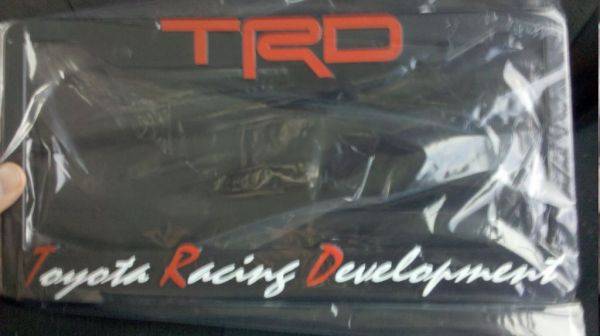 TRD
Toyota Racing Development